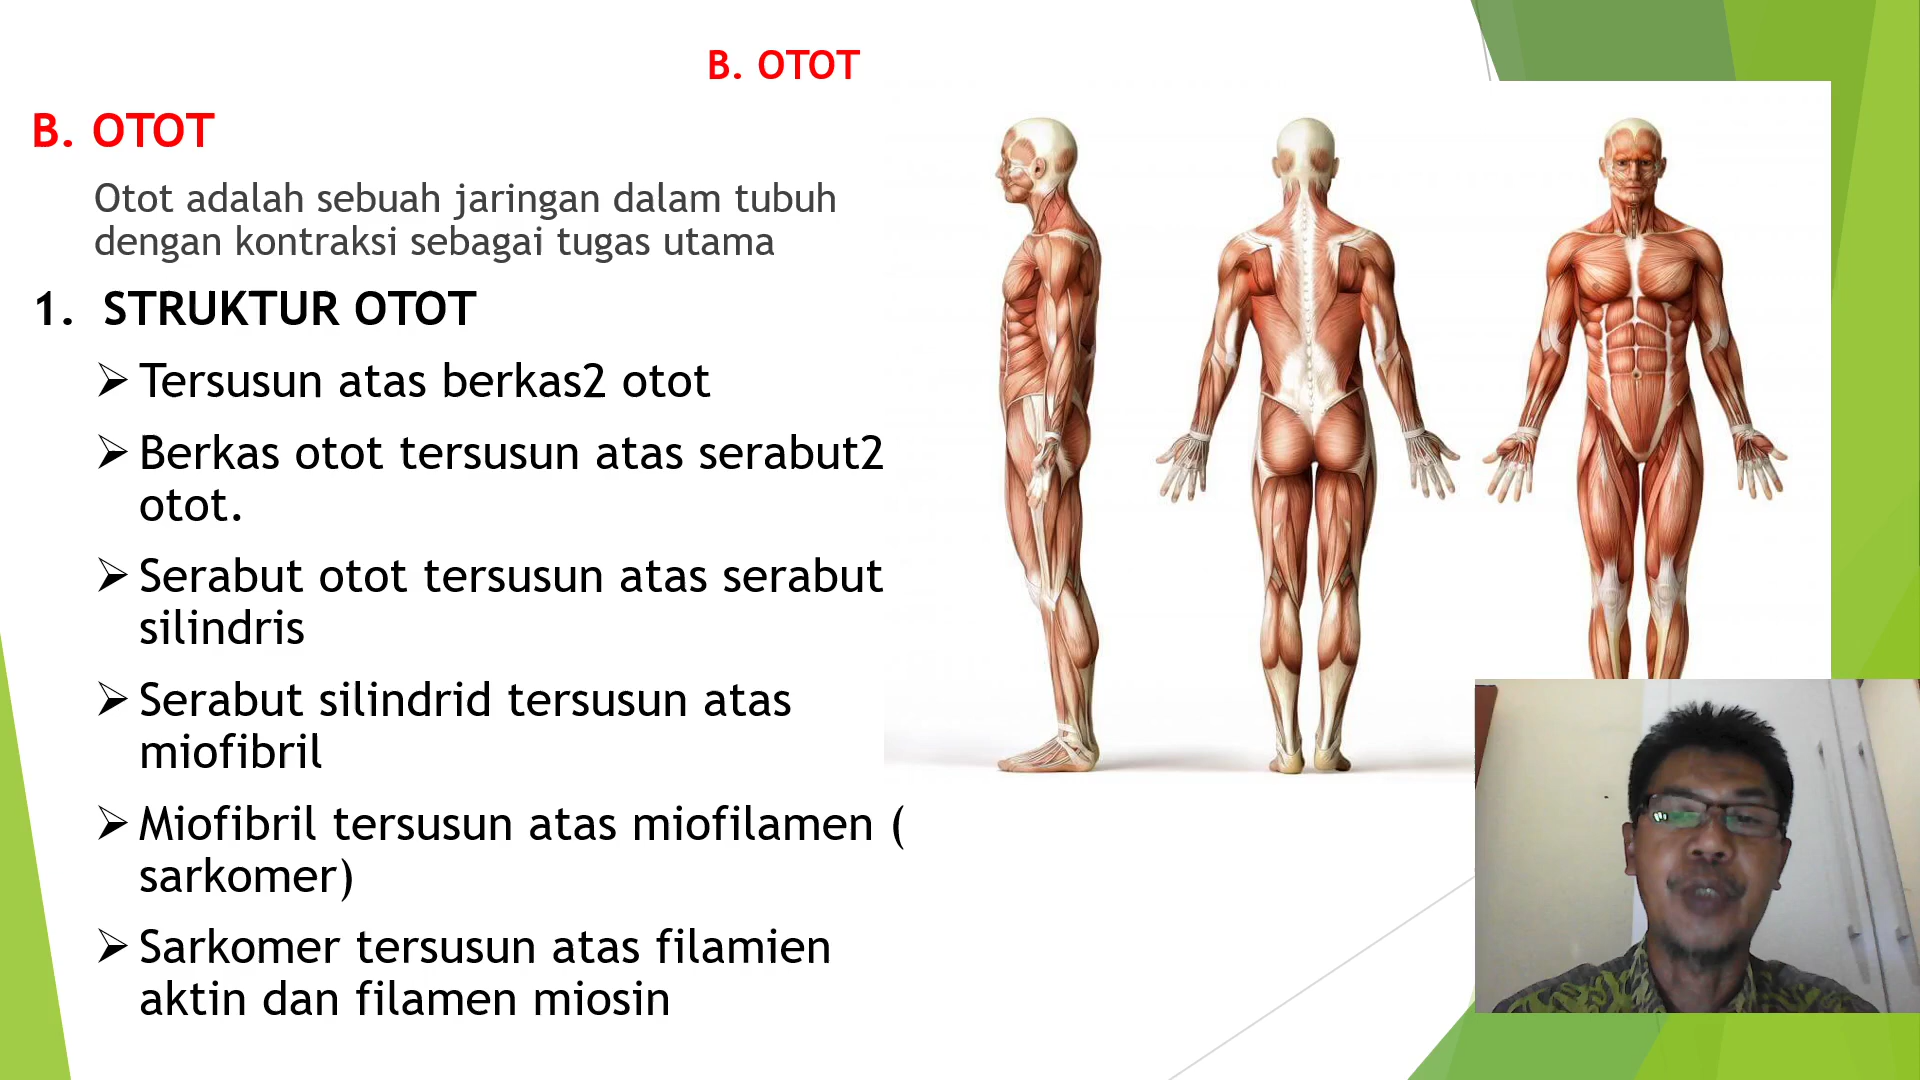 B. OTOT
B. OTOT
Otot adalah sebuah jaringan dalam tubuh
dengan kontraksi sebagai tugas utama
1. STRUKTUR OTOT
➢ Tersusun atas berkas2 otot
➢ Berkas otot tersusun atas serabut2
otot.
➢ Serabut otot tersusun atas serabut
silindris
➢ Serabut silindrid tersusun atas
miofibril
➢ Miofibril tersusun atas miofilamen (
sarkomer)
➢ Sarkomer tersusun atas filamien
aktin dan filamen miosin